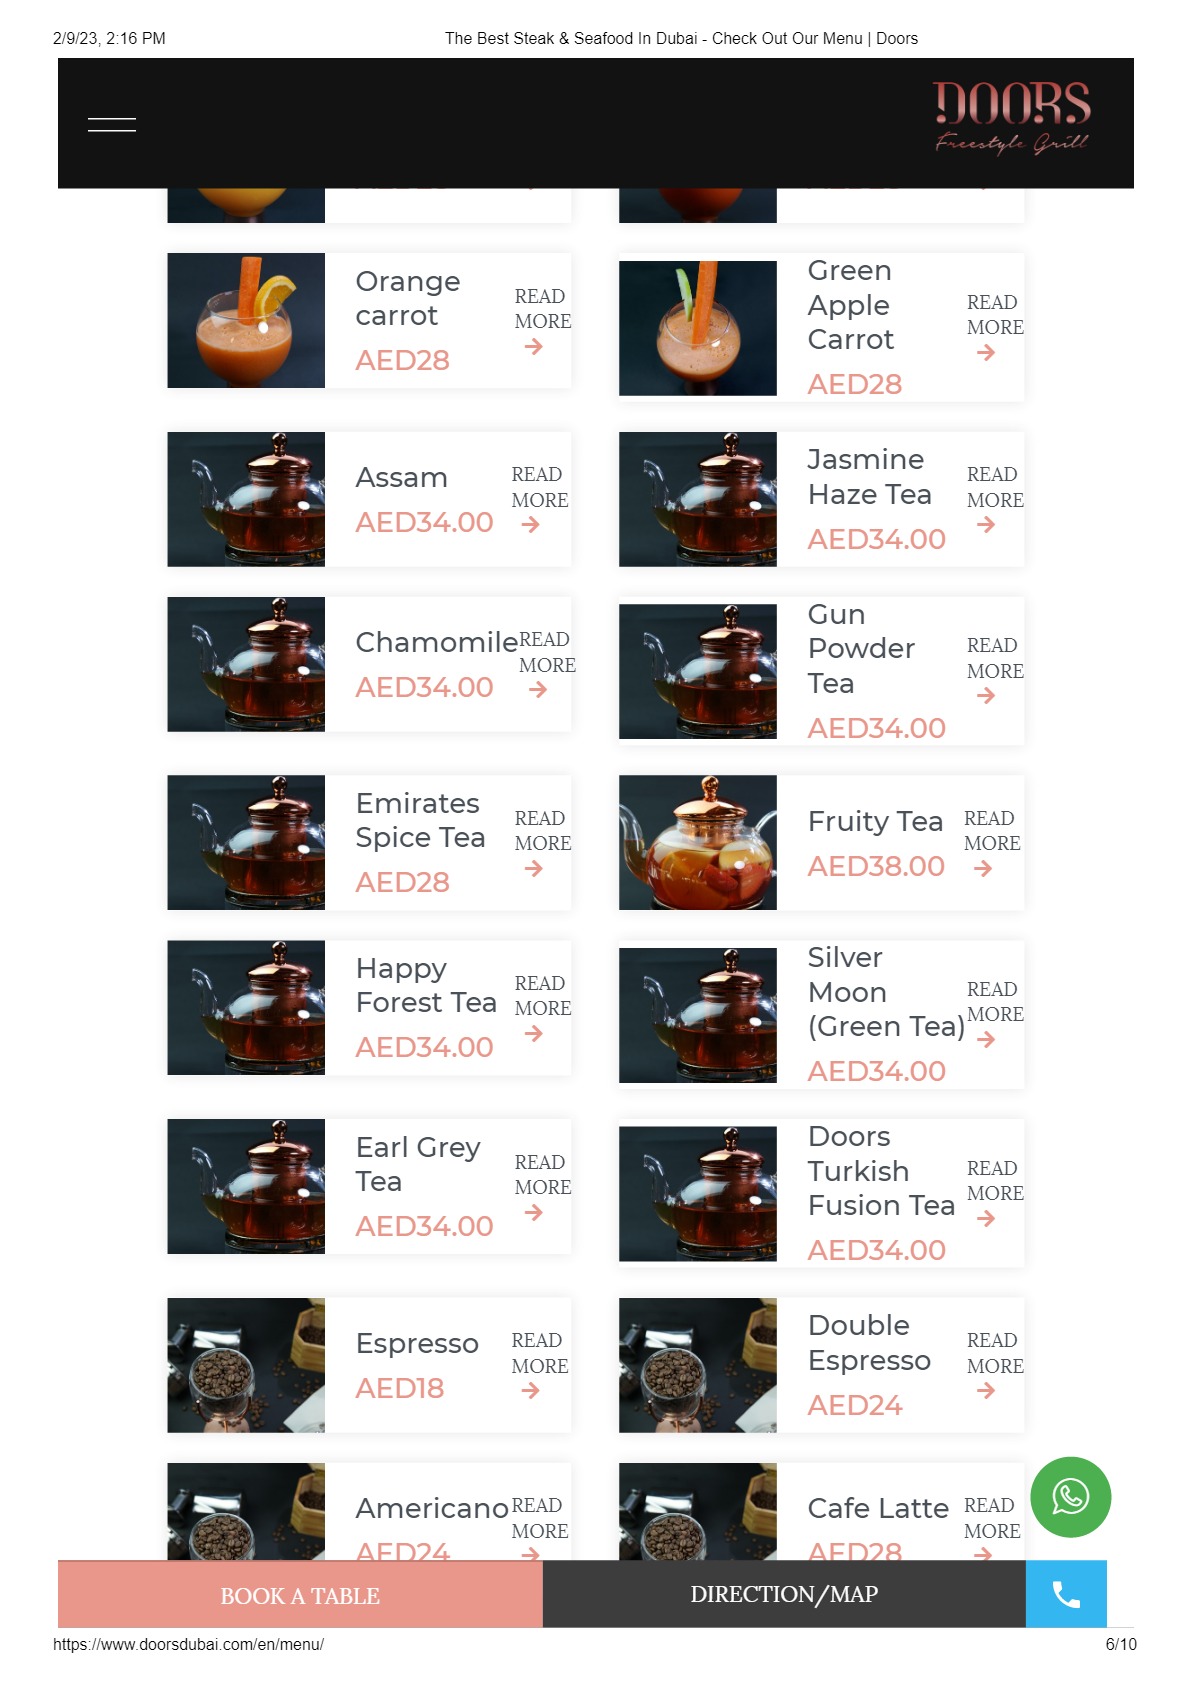 2/9/23, 2:16 PM
The Best Steak & Seafood In Dubai - Check Out Our Menu | Doors
DOORS
Freestyle Grill
Orange
carrot
AED28
READ
MORE
Green
Apple
Carrot
AED28
READ
MORE
Assam
AED34.00
READ
MORE
Jasmine
Haze Tea
AED34.00
READ
MORE
Chamomile
AED34.00
READ
MORE
Gun
Powder
Tea
AED34.00
READ
MORE
Emirates
Spice Tea
AED28
READ
MORE
Fruity Tea
AED38.00
READ
MORE
Happy
Forest Tea
AED34.00
READ
MORE
Silver
Moon
(Green Tea)
AED34.00
READ
MORE
Earl Grey
Tea
AED34.00
READ
MORE
Doors
Turkish
Fusion Tea
AED34.00
READ
MORE
Espresso
AED18
READ
MORE
Double
Espresso
AED24
READ
MORE
Americano
AED24
READ
MORE
Cafe Latte
AED28
READ
MORE
BOOK A TABLE
DIRECTION/MAP
https://www.doorsdubai.com/en/menu/
6/10